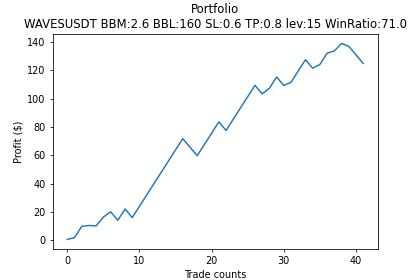 Portfolio
WAVESUSDT BBM:2.6 BBL:160 SL:0.6 TP:0.8 lev:15 WinRatio:71.0
140
120
100
80
60
40
20
0
Profit ($)
0 10 20 30 40
Trade counts